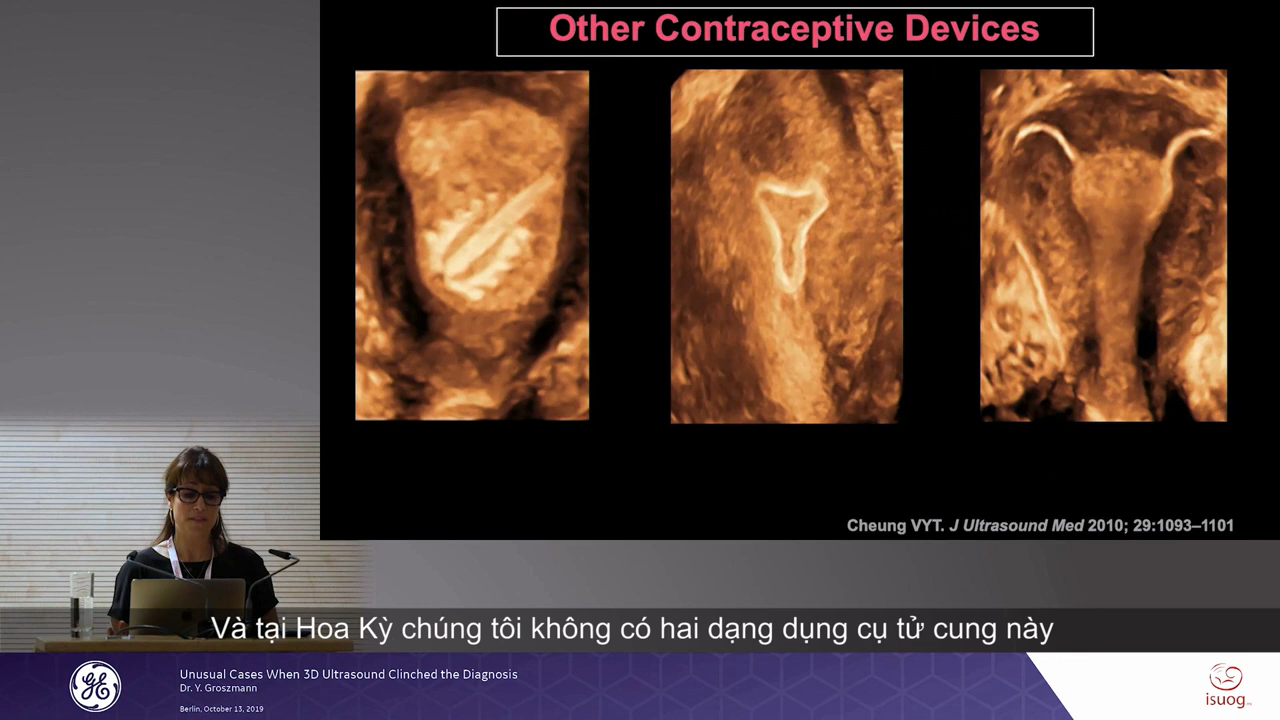 Other Contraceptive Devices
Cheung VYT. J Ultrasound Med 2010; 29:1093–1101
Và tại Hoa Kỳ chúng tôi không có hai dạng dụng cụ tử cung này
Unusual Cases When 3D Ultrasound Clinched the Diagnosis
Dr. Y. Groszmann
Berlin, October 13, 2019
GE
isuog